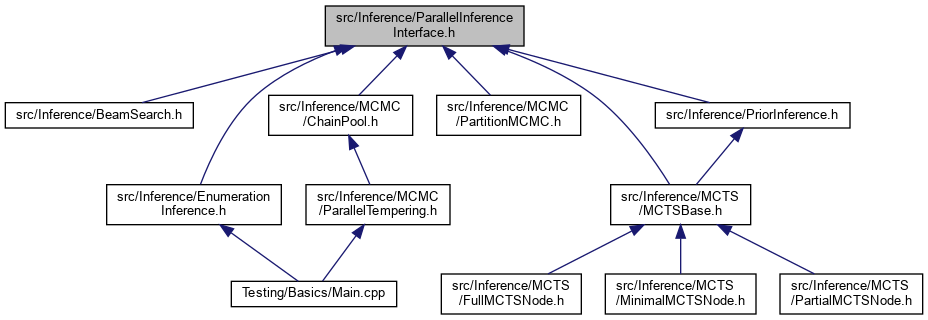 src/Inference/ParallelInference
Interface.h
src/Inference/BeamSearch.h
src/Inference/MCMC
/ChainPool.h
src/Inference/MCMC
/PartitionMCMC.h
src/Inference/PriorInference.h
src/Inference/Enumeration
Inference.h
src/Inference/MCMC
/ParallelTempering.h
src/Inference/MCTS
/MCTSBase.h
Testing/Basics/Main.cpp
src/Inference/MCTS
/FullMCTSNode.h
src/Inference/MCTS
/MinimalMCTSNode.h
src/Inference/MCTS
/PartialMCTSNode.h